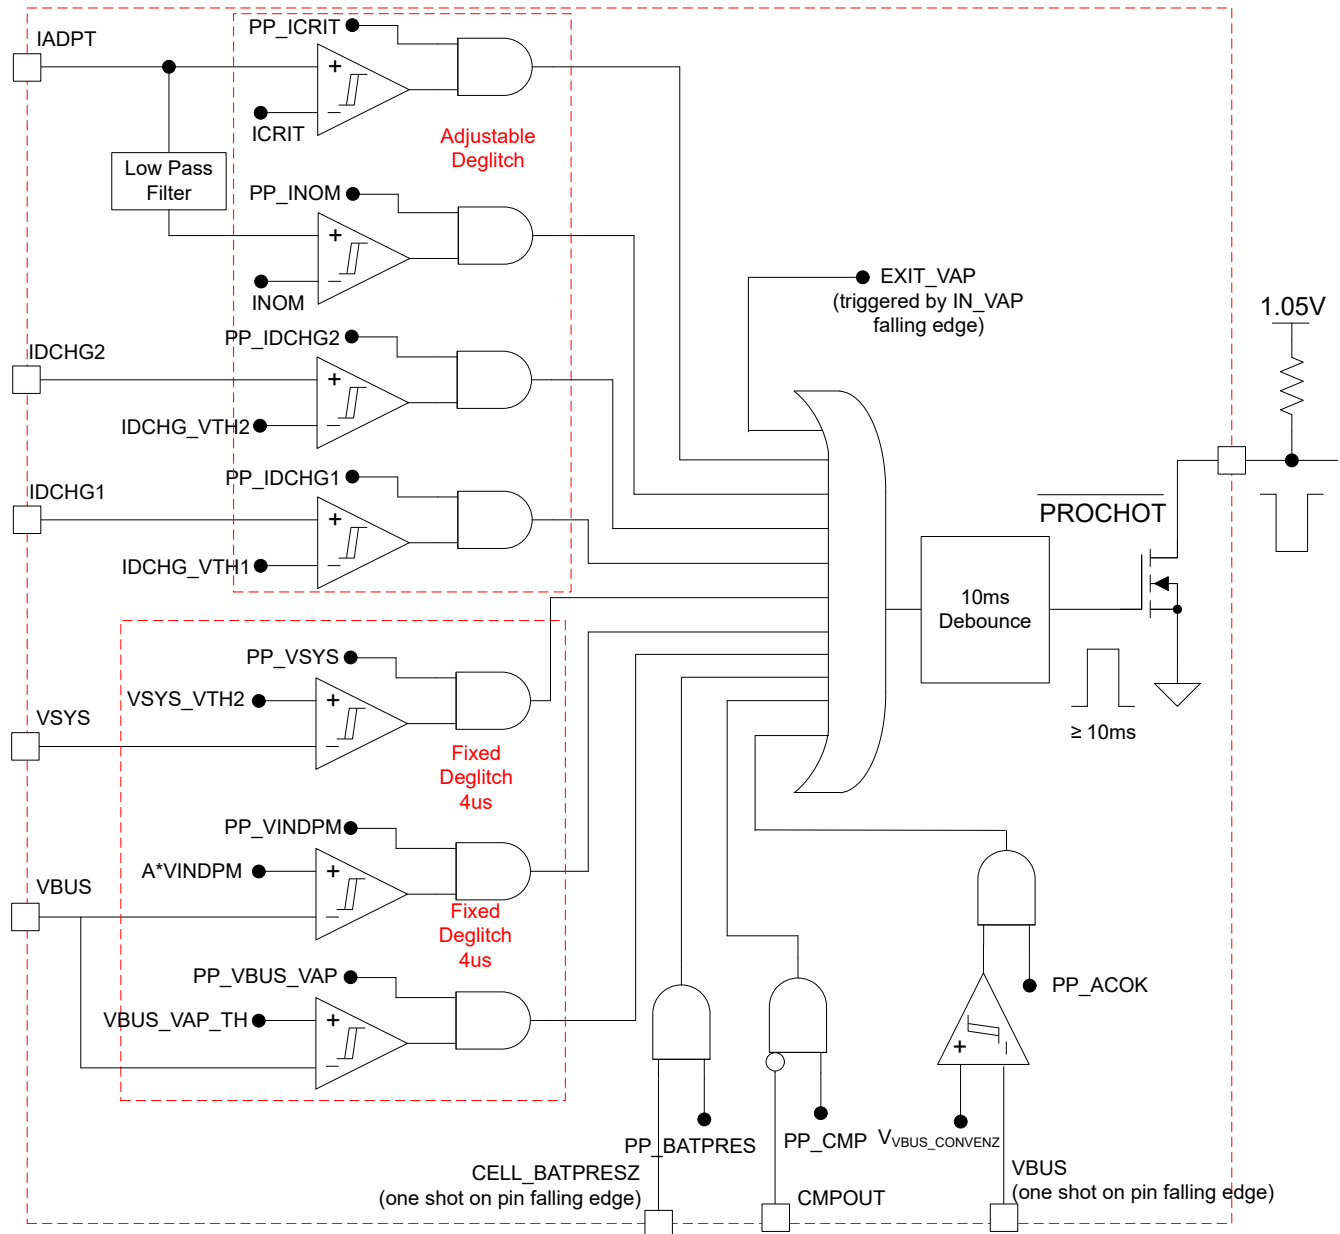 PP_ICRIT
IADPT
+
−
ICRIT
Adjustable
Deglitch
Low Pass
Filter
PP_INOM
+
−
INOM
EXIT_VAP
(triggered by IN_VAP
falling edge)
1.05V
PP_IDCHG2
IDCHG2
+
−
IDCHG_VTH2
PP_IDCHG1
IDCHG1
+
−
IDCHG_VTH1
PROCHOT
10ms
Debounce
≥ 10ms
PP_VSYS
VSYS_VTH2
+
−
VSYS
Fixed
Deglitch
4us
PP_VINDPM
A*VINDPM
+
−
VBUS
Fixed
Deglitch
4us
PP_VBUS_VAP
VBUS_VAP_TH
+
−
PP_ACOK
+
−
PP_BATPRES
PP_CMP
VVBUS_CONVENZ
CELL_BATPRESZ
(one shot on pin falling edge)
CMPOUT
VBUS
(one shot on pin falling edge)